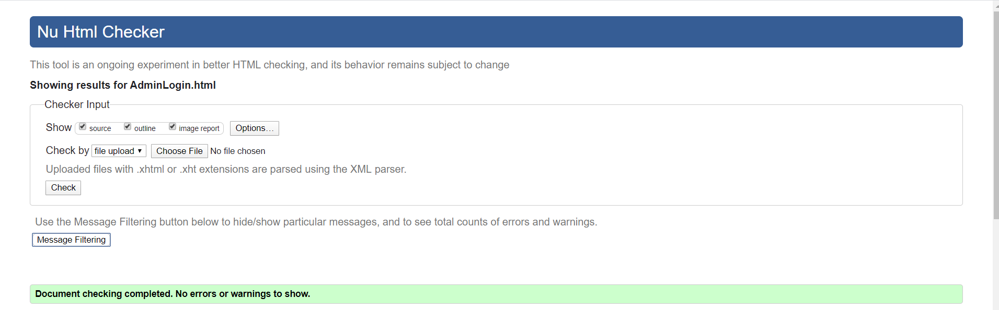 Nu Html Checker
This tool is an ongoing experiment in better HTML checking, and its behavior remains subject to change
Showing results for AdminLogin.html
Checker Input
Show source outline image report Options...
Check by file upload Choose File No file chosen
Uploaded files with .xhtml or .xht extensions are parsed using the XML parser.
Check
Use the Message Filtering button below to hide/show particular messages, and to see total counts of errors and warnings.
Message Filtering
Document checking completed. No errors or warnings to show.